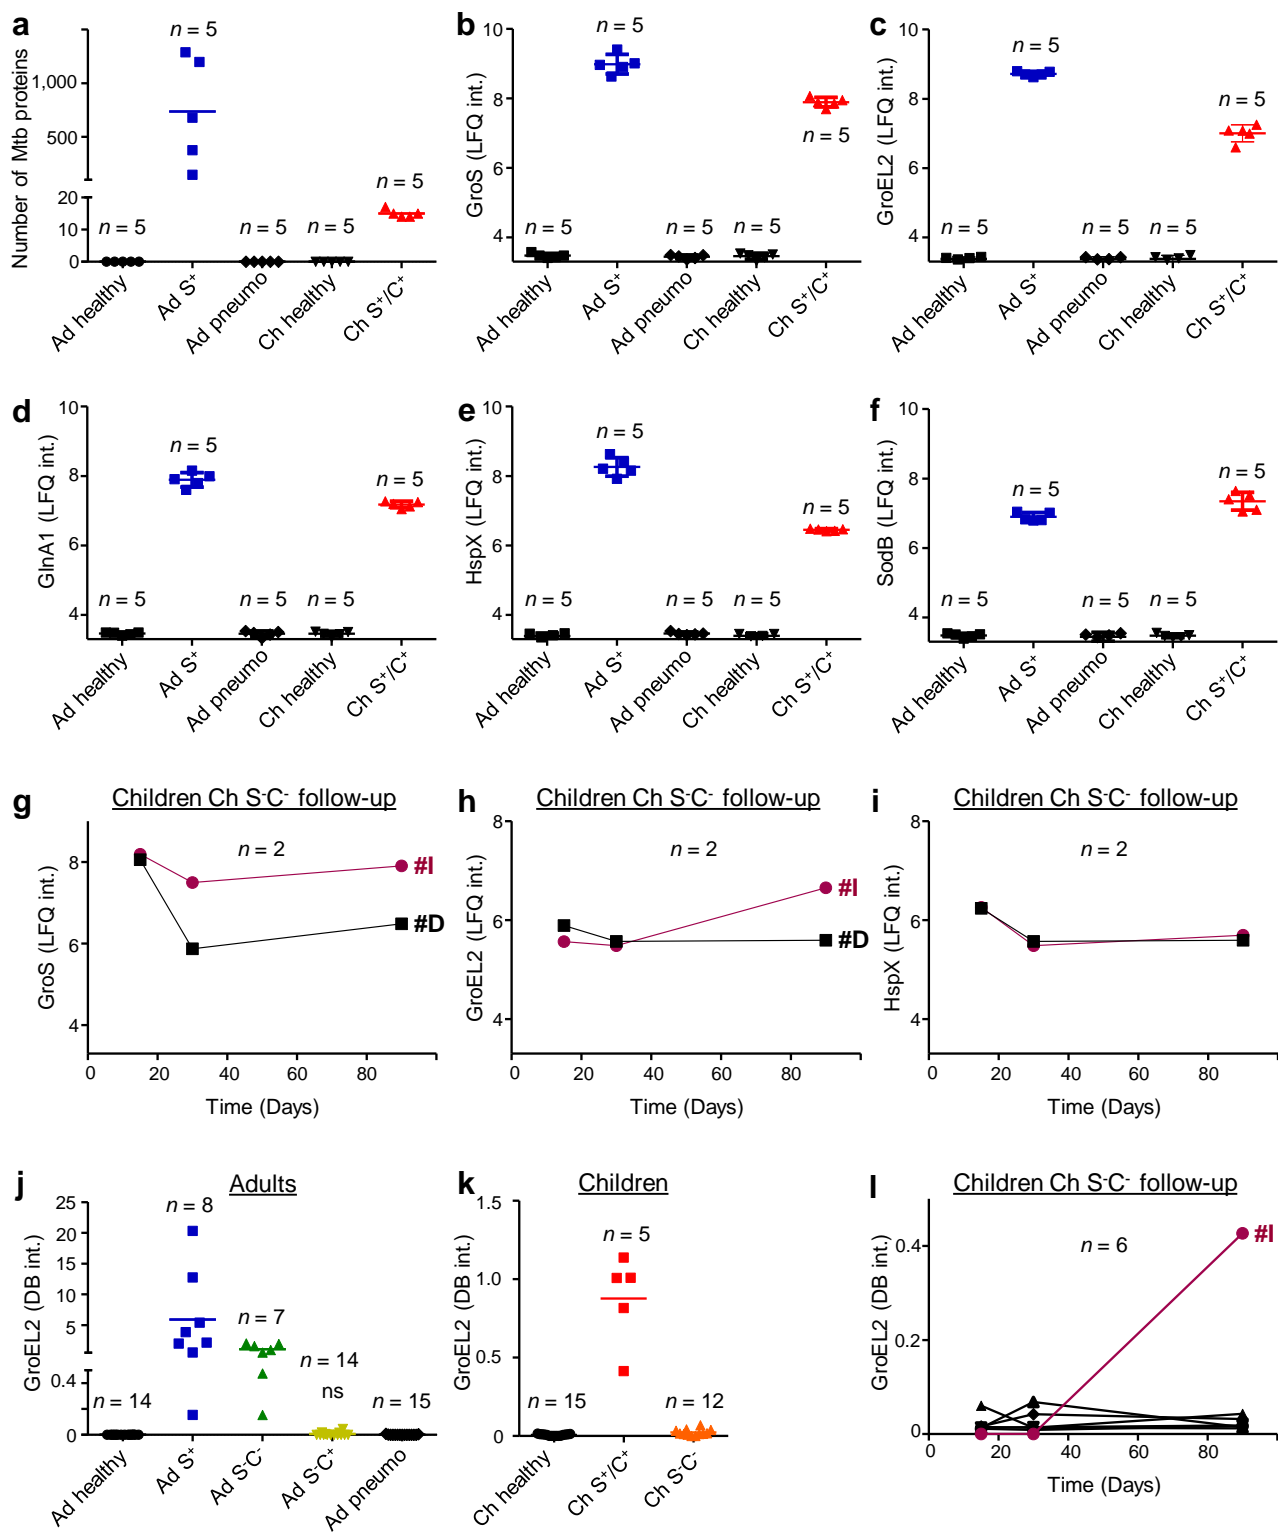 a
Number of Mtb proteins
1,000
500
20
10
0
n = 5
n = 5
n = 5
n = 5
n = 5
Ad healthy
Ad S⁺
Ad pneumo
Ch healthy
Ch S⁺/C⁺
b
GroS (LFQ int.)
10
8
6
4
n = 5
n = 5
n = 5
n = 5
n = 5
Ad healthy
Ad S⁺
Ad pneumo
Ch healthy
Ch S⁺/C⁺
c
GroEL2 (LFQ int.)
10
8
6
4
n = 5
n = 5
n = 5
n = 5
n = 5
Ad healthy
Ad S⁺
Ad pneumo
Ch healthy
Ch S⁺/C⁺
d
GlnA1 (LFQ int.)
10
8
6
4
n = 5
n = 5
n = 5
n = 5
n = 5
Ad healthy
Ad S⁺
Ad pneumo
Ch healthy
Ch S⁺/C⁺
e
HspX (LFQ int.)
10
8
6
4
n = 5
n = 5
n = 5
n = 5
n = 5
Ad healthy
Ad S⁺
Ad pneumo
Ch healthy
Ch S⁺/C⁺
f
SodB (LFQ int.)
10
8
6
4
n = 5
n = 5
n = 5
n = 5
n = 5
Ad healthy
Ad S⁺
Ad pneumo
Ch healthy
Ch S⁺/C⁺
g
Children Ch S⁻C⁻ follow-up
GroS (LFQ int.)
8
6
4
n = 2
#I
#D
0 20 40 60 80
Time (Days)
h
Children Ch S⁻C⁻ follow-up
GroEL2 (LFQ int.)
8
6
4
n = 2
#I
#D
0 20 40 60 80
Time (Days)
i
Children Ch S⁻C⁻ follow-up
HspX (LFQ int.)
8
6
4
n = 2
0 20 40 60 80
Time (Days)
j
Adults
GroEL2 (DB int.)
25
20
15
10
5
0.4
0
n = 14
n = 8
n = 7
n = 14
ns
n = 15
Ad healthy
Ad S⁺
Ad S⁻C⁻
Ad S⁻C⁺
Ad pneumo
k
Children
GroEL2 (DB int.)
1.5
1.0
0.5
0
n = 15
n = 5
n = 12
Ch healthy
Ch S⁺/C⁺
Ch S⁻C⁻
l
Children Ch S⁻C⁻ follow-up
GroEL2 (DB int.)
0.4
0.2
0
n = 6
#I
0 20 40 60 80
Time (Days)